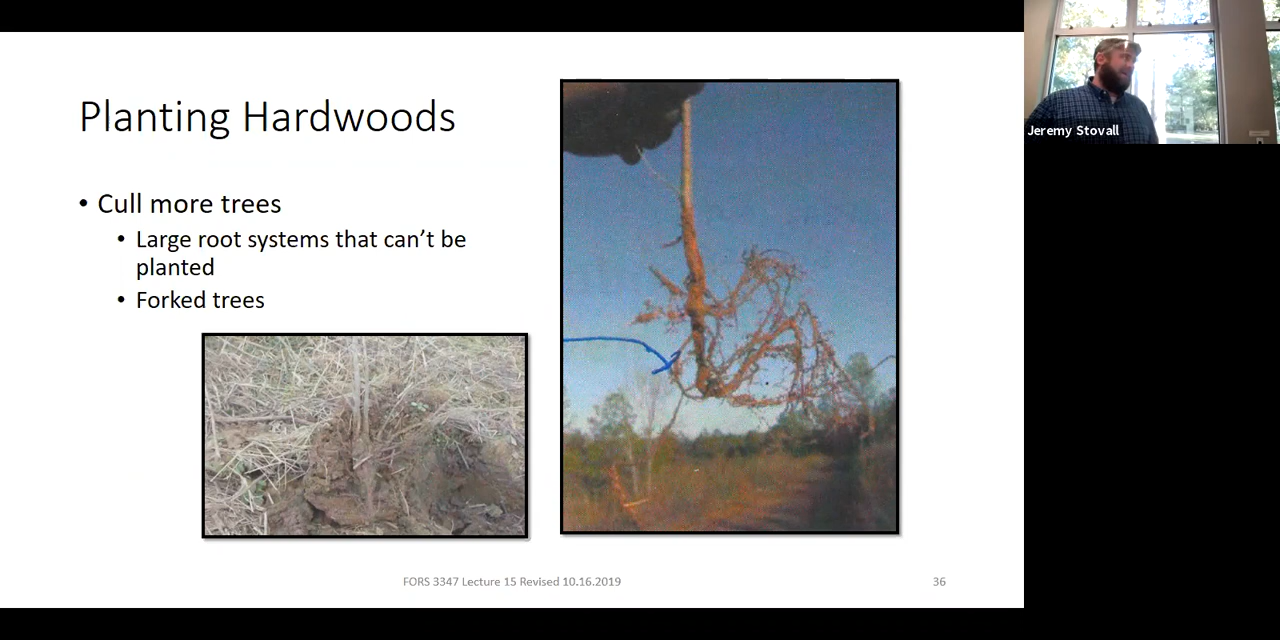 Planting Hardwoods
• Cull more trees
• Large root systems that can’t be
planted
• Forked trees
FORS 3347 Lecture 15 Revised 10.16.2019
36
Jeremy Stovall